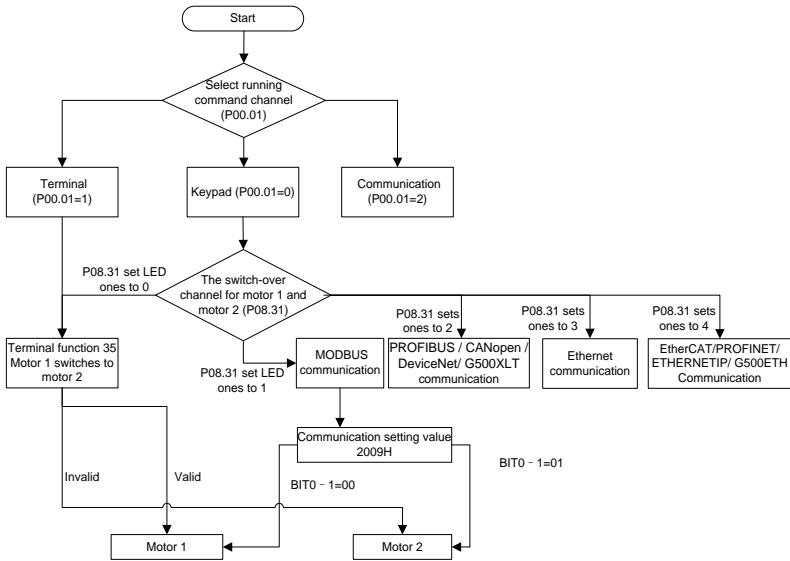 Start
Select running
command channel
(P00.01)
Terminal
(P00.01=1)
Keypad (P00.01=0)
Communication
(P00.01=2)
P08.31 set LED
ones to 0
The switch-over
channel for motor 1 and
motor 2 (P08.31)
P08.31 sets
ones to 2
P08.31 sets
ones to 3
P08.31 sets
ones to 4
Terminal function 35
Motor 1 switches to
motor 2
P08.31 set LED
ones to 1
MODBUS
communication
PROFIBUS / CANopen /
DeviceNet/ G500XLT
communication
Ethernet
communication
EtherCAT/PROFINET/
ETHERNETIP/ G500ETH
Communication
Communication setting value
2009H
Invalid
Valid
BIT0﹣1=00
BIT0﹣1=01
Motor 1
Motor 2